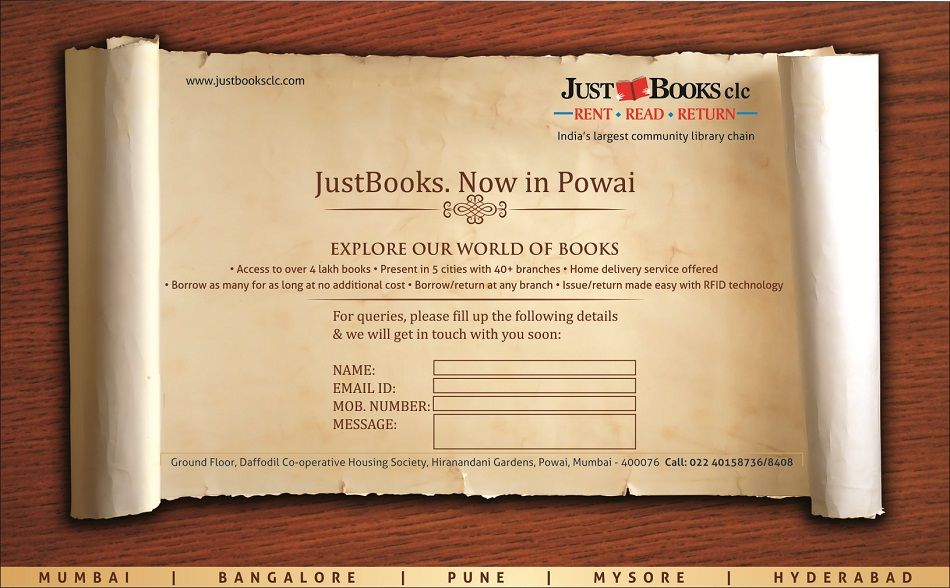 www.justbooksclc.com
JUST BOOKS clc
RENT • READ • RETURN
India's largest community library chain
JustBooks. Now in Powai
EXPLORE OUR WORLD OF BOOKS
• Access to over 4 lakh books • Present in 5 cities with 40+ branches • Home delivery service offered
• Borrow as many for as long at no additional cost • Borrow/return at any branch • Issue/return made easy with RFID technology
For queries, please fill up the following details
& we will get in touch with you soon:
NAME:
EMAIL ID:
MOB. NUMBER:
MESSAGE:
Ground Floor, Daffodil Co-operative Housing Society, Hiranandani Gardens, Powai, Mumbai - 400076 Call: 022 40158736/8408
MUMBAI | BANGALORE | PUNE | MYSORE | HYDERABAD